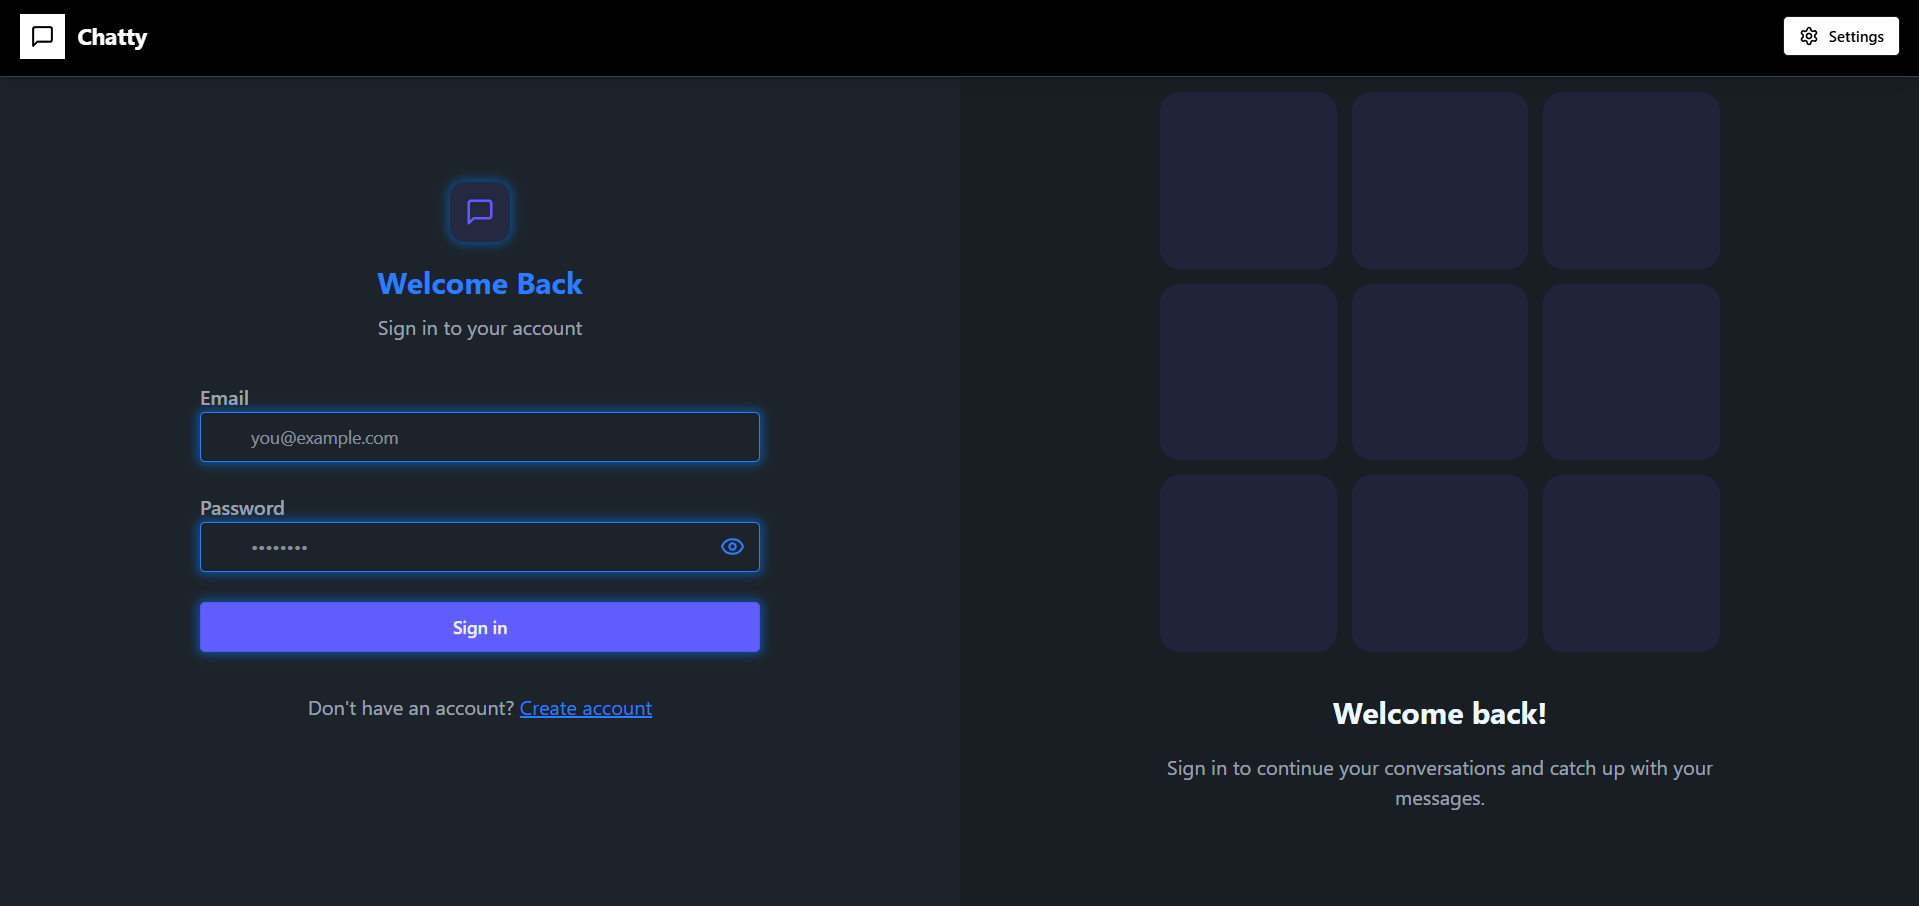 Chatty
Settings
Welcome Back
Sign in to your account
Email
you@example.com
Password
••••••••
Sign in
Don't have an account? Create account
Welcome back!
Sign in to continue your conversations and catch up with your
messages.